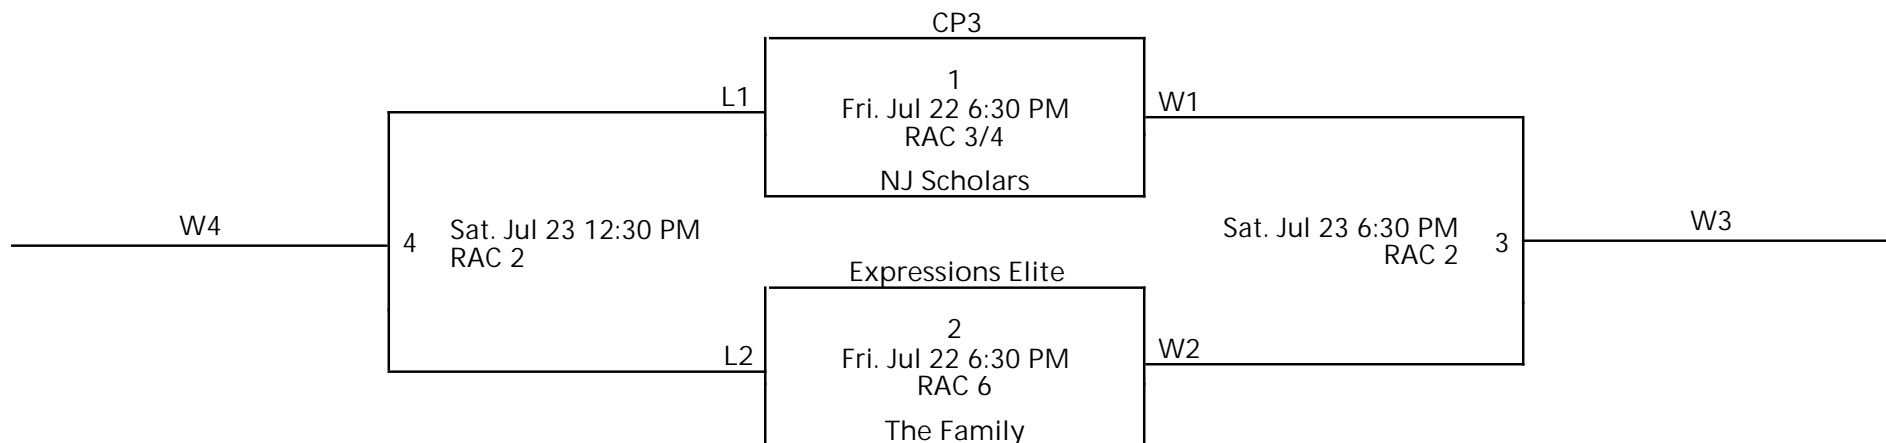 CP3
1
L1
Fri. Jul 22 6:30 PM
W1
RAC 3/4
NJ Scholars
W4
4
Sat. Jul 23 12:30 PM
RAC 2
Sat. Jul 23 6:30 PM
RAC 2
3
W3
Expressions Elite
2
L2
Fri. Jul 22 6:30 PM
W2
RAC 6
The Family